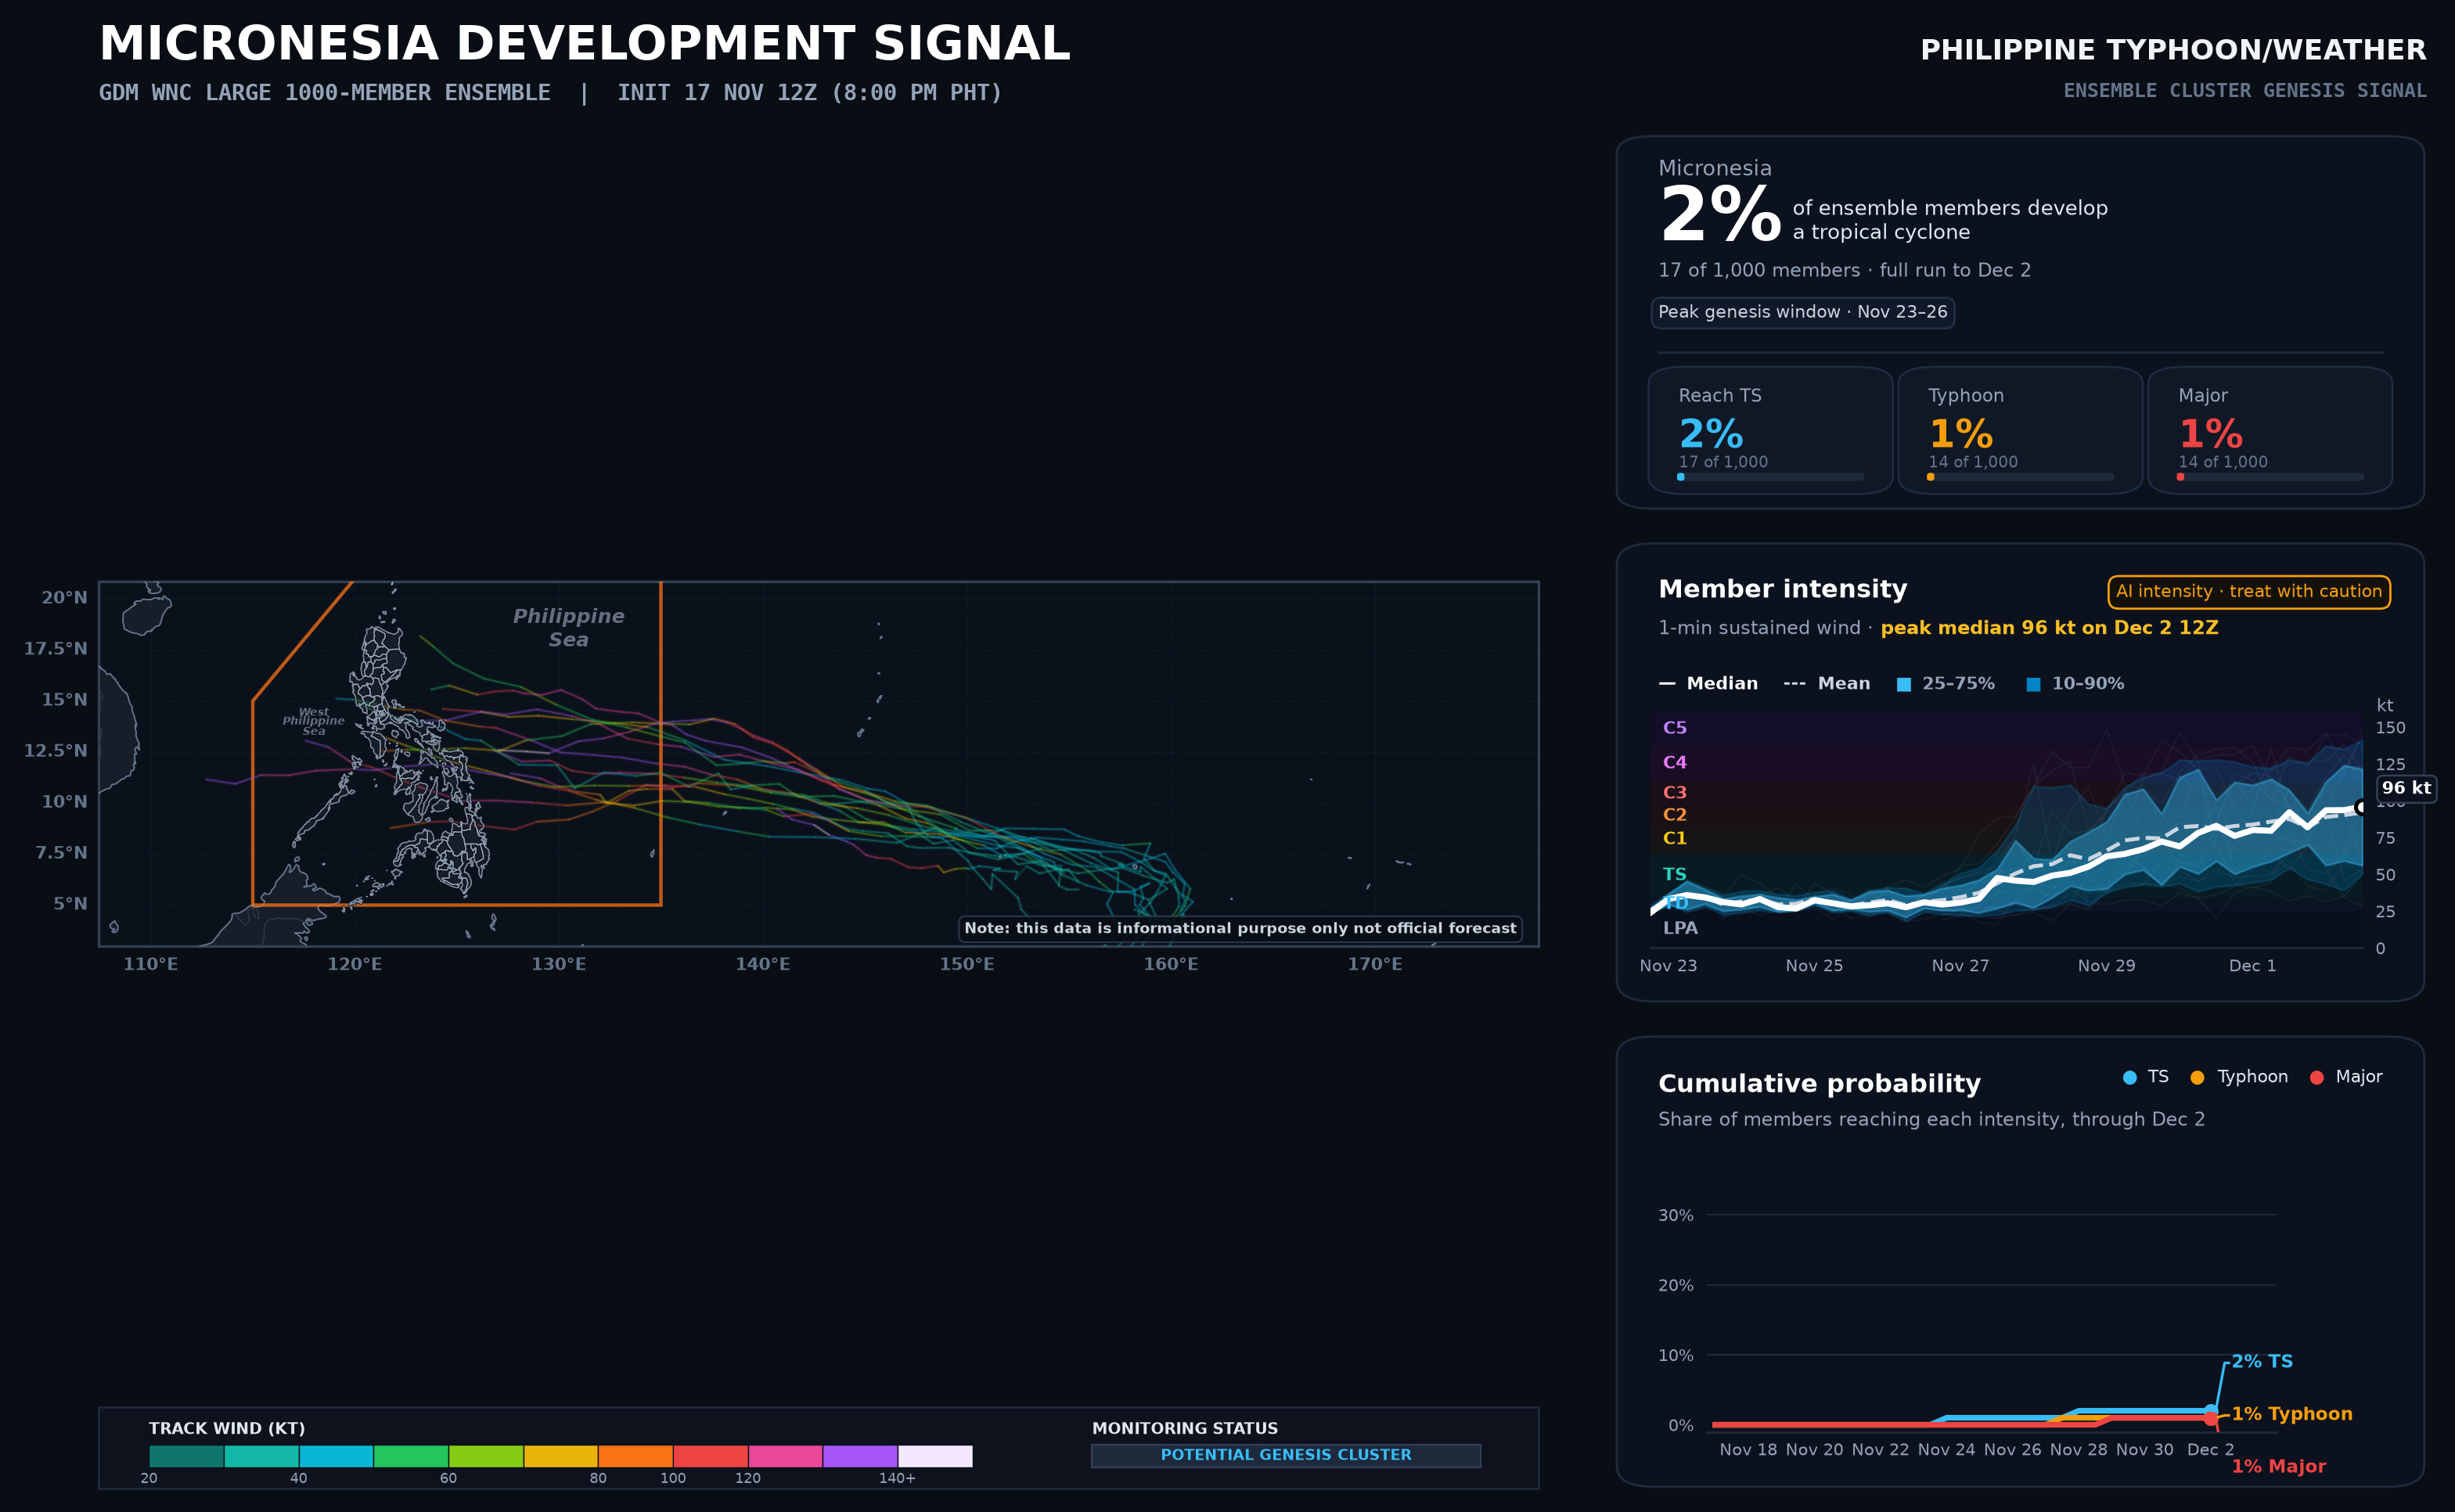 MICRONESIA DEVELOPMENT SIGNAL
GDM WNC LARGE 1000-MEMBER ENSEMBLE | INIT 17 NOV 12Z (8:00 PM PHT)
PHILIPPINE TYPHOON/WEATHER
ENSEMBLE CLUSTER GENESIS SIGNAL
Micronesia
2% of ensemble members develop
a tropical cyclone
17 of 1,000 members · full run to Dec 2
Peak genesis window · Nov 23–26
Reach TS
2%
17 of 1,000
Typhoon
1%
14 of 1,000
Major
1%
14 of 1,000
20°N
17.5°N
15°N
12.5°N
10°N
7.5°N
5°N
Philippine
Sea
West
Philippine
Sea
Note: this data is informational purpose only not official forecast
110°E 120°E 130°E 140°E 150°E 160°E 170°E
Member intensity
AI intensity · treat with caution
1-min sustained wind · peak median 96 kt on Dec 2 12Z
Median Mean 25–75% 10–90%
kt
C5
C4
C3
C2
C1
TS
TD
LPA
150
125
96 kt
100
75
50
25
0
Nov 23 Nov 25 Nov 27 Nov 29 Dec 1
Cumulative probability
TS Typhoon Major
Share of members reaching each intensity, through Dec 2
30%
20%
10%
0%
2% TS
1% Typhoon
1% Major
Nov 18 Nov 20 Nov 22 Nov 24 Nov 26 Nov 28 Nov 30 Dec 2
TRACK WIND (KT)
20 40 60 80 100 120 140+
MONITORING STATUS
POTENTIAL GENESIS CLUSTER